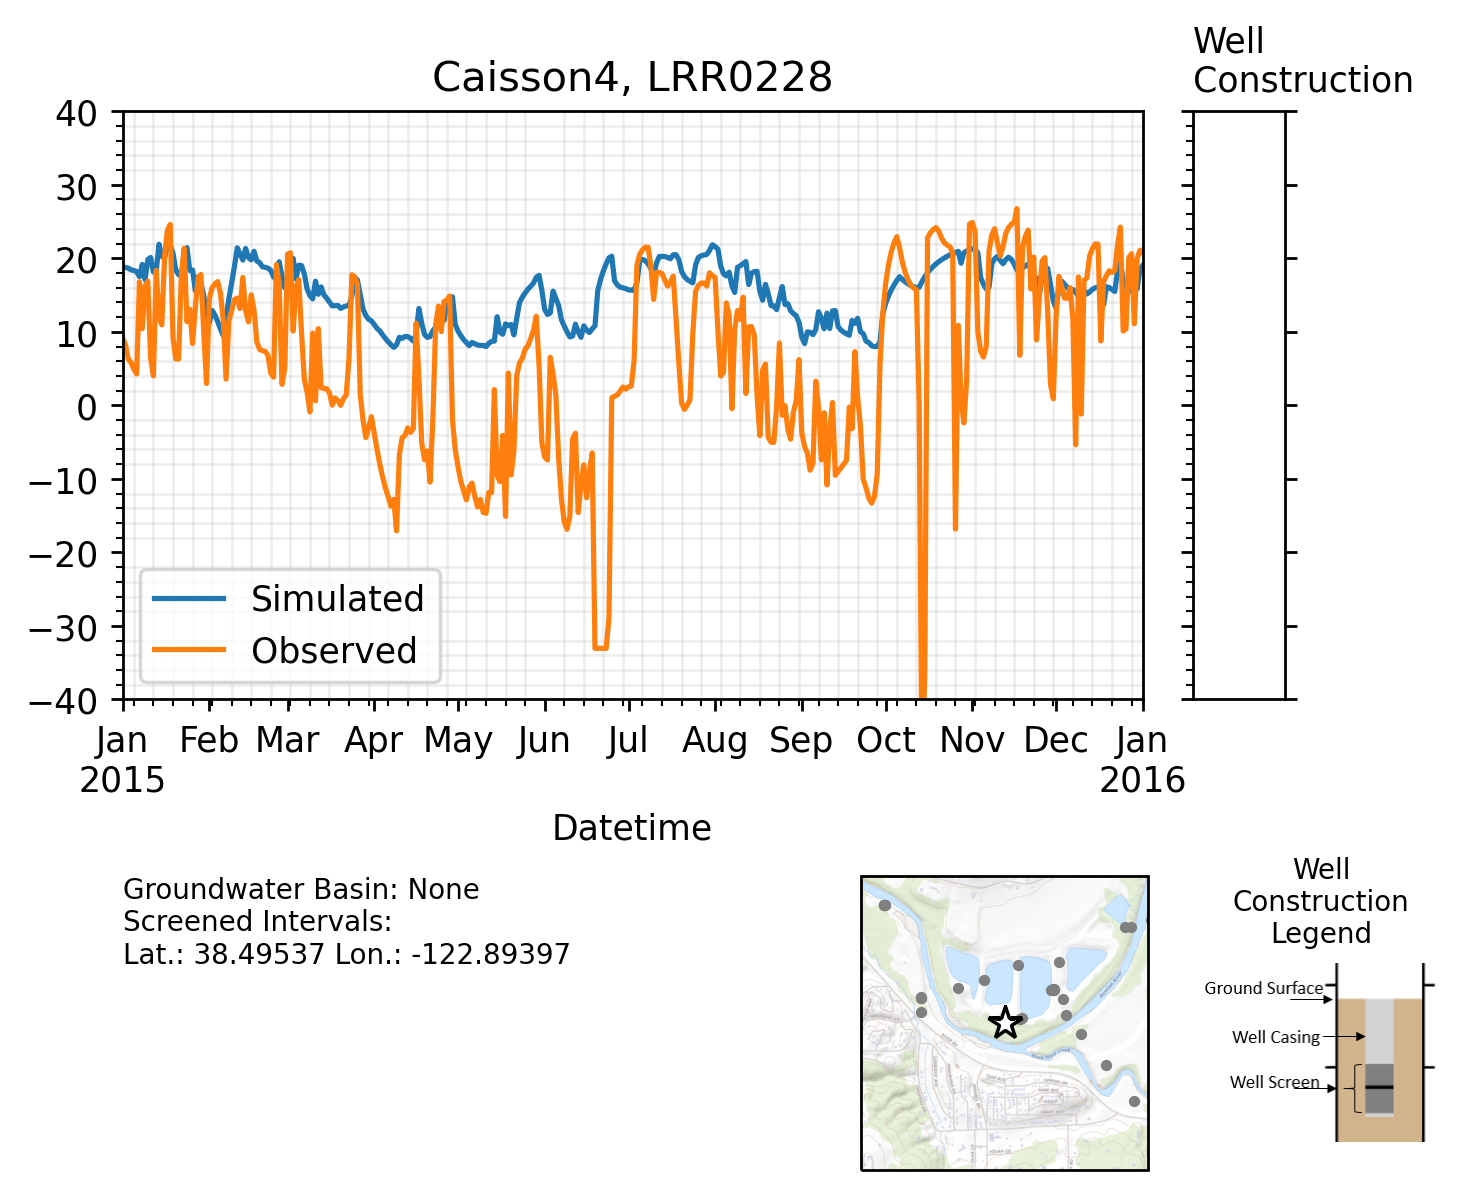 Well
Construction
Caisson4, LRR0228
40
30
20
10
0
−10
−20
−30
−40
Simulated
Observed
Jan Feb Mar Apr May Jun Jul Aug Sep Oct Nov Dec Jan
2015 2016
Datetime
Groundwater Basin: None
Screened Intervals:
Lat.: 38.49537 Lon.: -122.89397
Well
Construction
Legend
Ground Surface
Well Casing
Well Screen